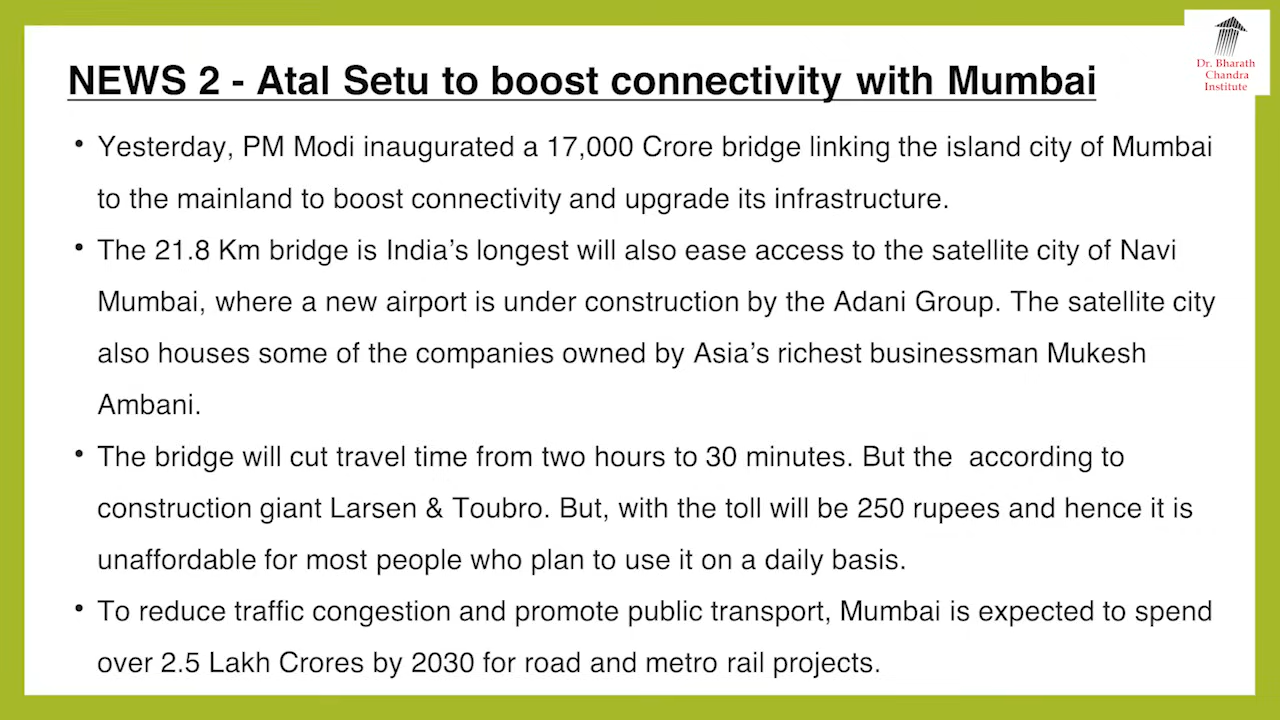 Dr. Bharath
Chandra
Institute
NEWS 2 - Atal Setu to boost connectivity with Mumbai
• Yesterday, PM Modi inaugurated a 17,000 Crore bridge linking the island city of Mumbai
to the mainland to boost connectivity and upgrade its infrastructure.
• The 21.8 Km bridge is India’s longest will also ease access to the satellite city of Navi
Mumbai, where a new airport is under construction by the Adani Group. The satellite city
also houses some of the companies owned by Asia’s richest businessman Mukesh
Ambani.
• The bridge will cut travel time from two hours to 30 minutes. But the  according to
construction giant Larsen & Toubro. But, with the toll will be 250 rupees and hence it is
unaffordable for most people who plan to use it on a daily basis.
• To reduce traffic congestion and promote public transport, Mumbai is expected to spend
over 2.5 Lakh Crores by 2030 for road and metro rail projects.